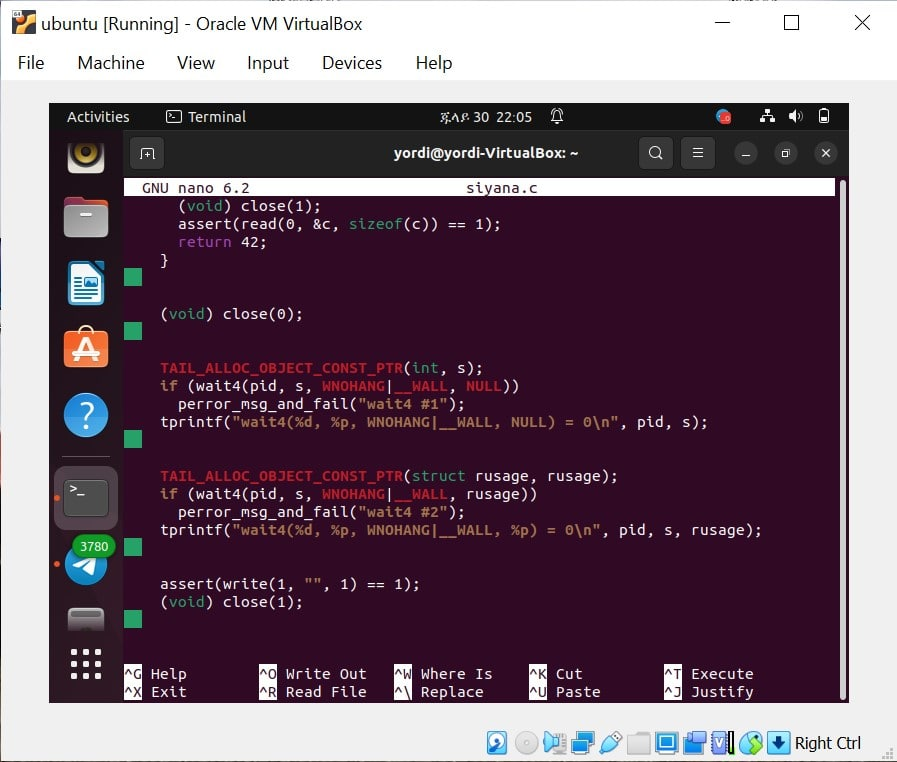 ubuntu [Running] - Oracle VM VirtualBox
File Machine View Input Devices Help
Activities Terminal ጁላይ 30 22:05
yordi@yordi-VirtualBox: ~
GNU nano 6.2 siyana.c
(void) close(1);
assert(read(0, &c, sizeof(c)) == 1);
return 42;
}
(void) close(0);
TAIL_ALLOC_OBJECT_CONST_PTR(int, s);
if (wait4(pid, s, WNOHANG|__WALL, NULL))
perror_msg_and_fail("wait4 #1");
tprintf("wait4(%d, %p, WNOHANG|__WALL, NULL) = 0\n", pid, s);
TAIL_ALLOC_OBJECT_CONST_PTR(struct rusage, rusage);
if (wait4(pid, s, WNOHANG|__WALL, rusage))
perror_msg_and_fail("wait4 #2");
tprintf("wait4(%d, %p, WNOHANG|__WALL, %p) = 0\n", pid, s, rusage);
3780
assert(write(1, "", 1) == 1);
(void) close(1);
^G Help ^O Write Out ^W Where Is ^K Cut ^T Execute
^X Exit ^R Read File ^\ Replace ^U Paste ^J Justify
Right Ctrl